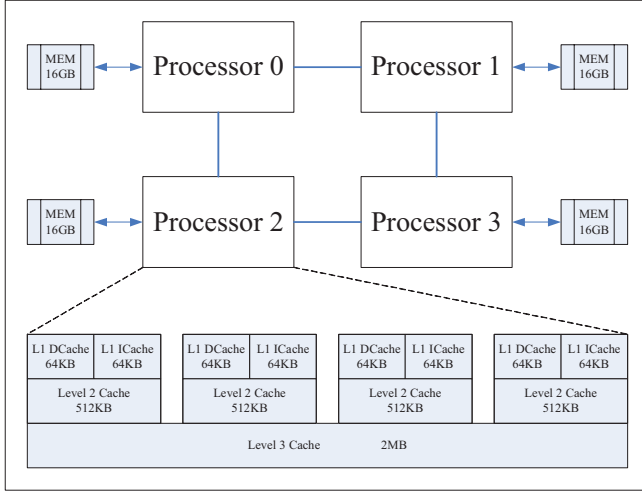 MEM
16GB
Processor 0
Processor 1
MEM
16GB
MEM
16GB
Processor 2
Processor 3
MEM
16GB
L1 DCache
64KB
L1 ICache
64KB
L1 DCache
64KB
L1 ICache
64KB
L1 DCache
64KB
L1 ICache
64KB
L1 DCache
64KB
L1 ICache
64KB
Level 2 Cache
512KB
Level 2 Cache
512KB
Level 2 Cache
512KB
Level 2 Cache
512KB
Level 3 Cache 2MB